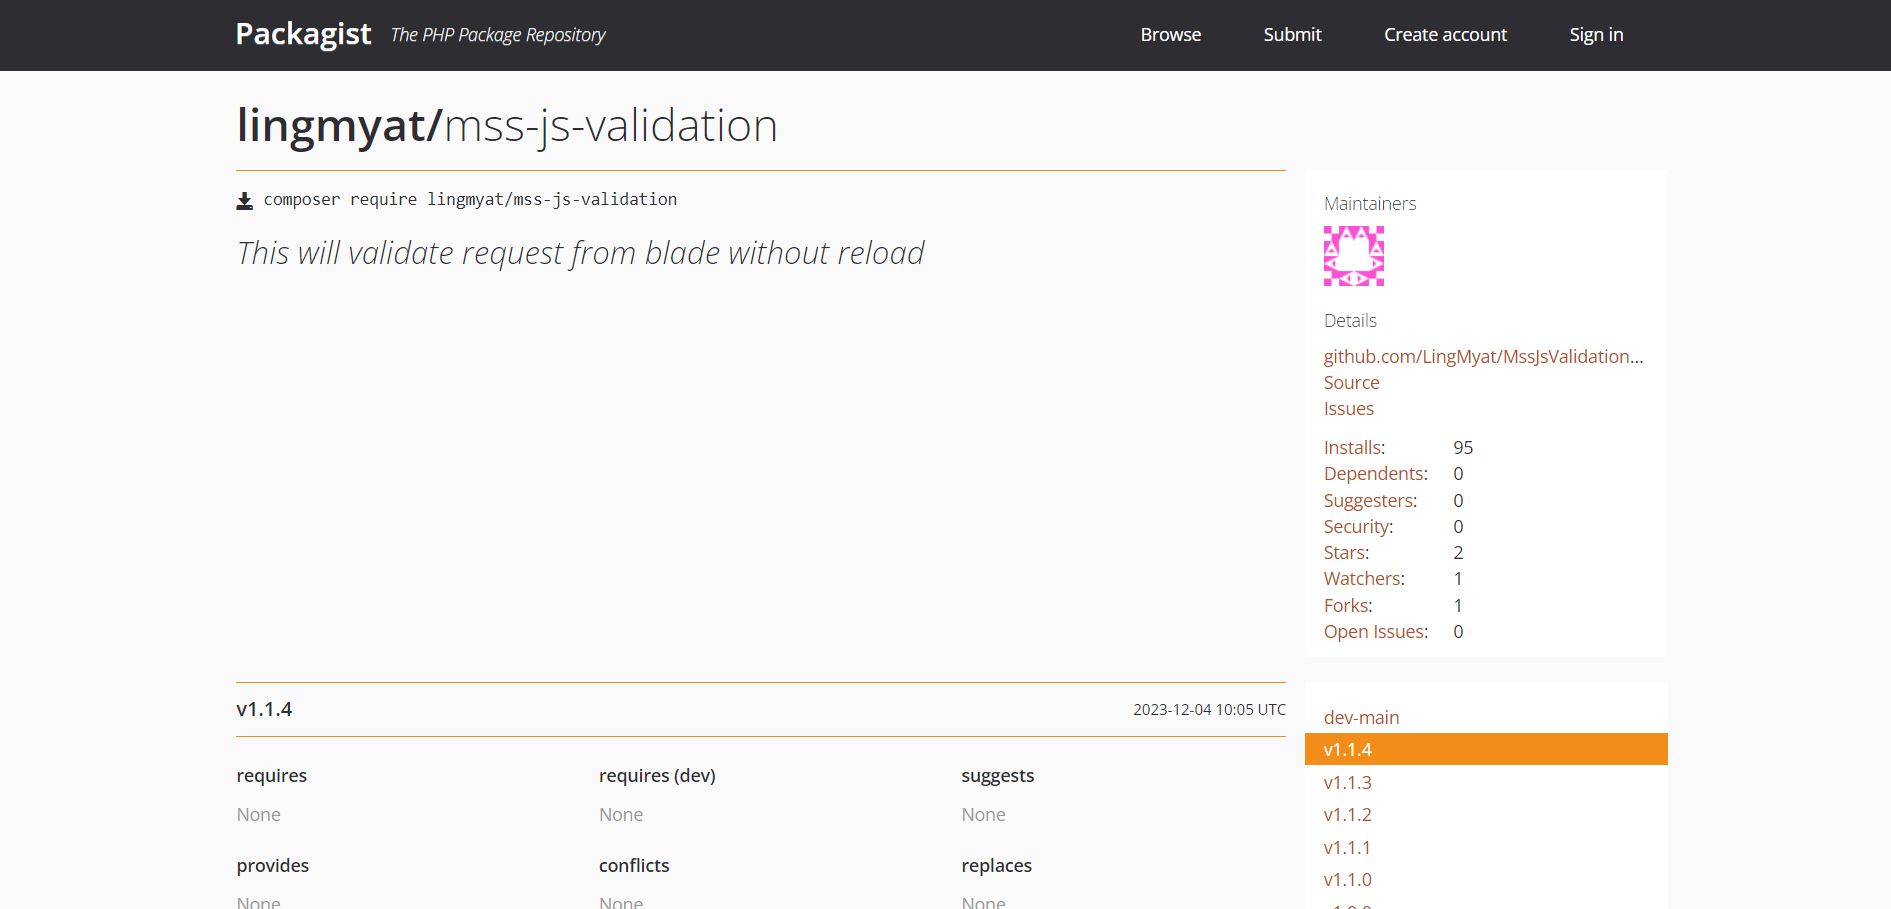 Packagist The PHP Package Repository Browse Submit Create account Sign in
lingmyat/mss-js-validation
composer require lingmyat/mss-js-validation
This will validate request from blade without reload
Maintainers
Details
github.com/LingMyat/MssJsValidation...
Source
Issues
Installs: 95
Dependents: 0
Suggesters: 0
Security: 0
Stars: 2
Watchers: 1
Forks: 1
Open Issues: 0
v1.1.4 2023-12-04 10:05 UTC
requires requires (dev) suggests
None None None
provides conflicts replaces
None None None
dev-main
v1.1.4
v1.1.3
v1.1.2
v1.1.1
v1.1.0